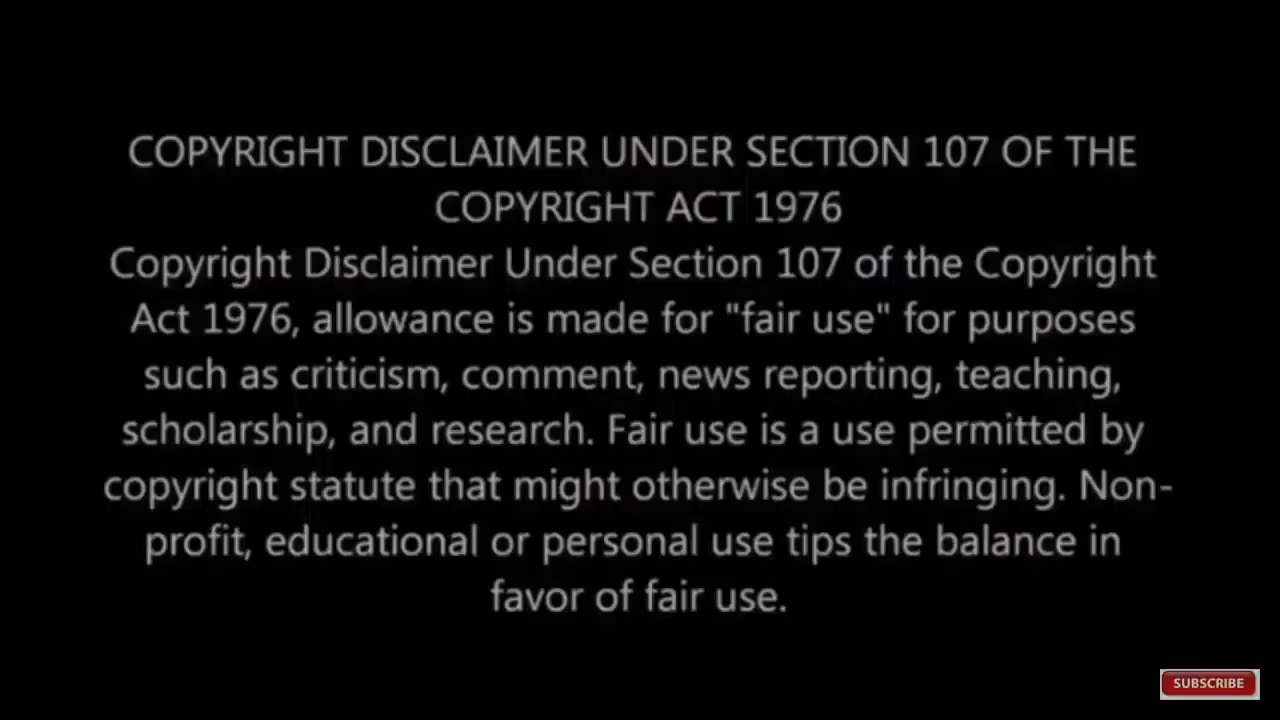 COPYRIGHT DISCLAIMER UNDER SECTION 107 OF THE
COPYRIGHT ACT 1976
Copyright Disclaimer Under Section 107 of the Copyright
Act 1976, allowance is made for "fair use" for purposes
such as criticism, comment, news reporting, teaching,
scholarship, and research. Fair use is a use permitted by
copyright statute that might otherwise be infringing. Non-
profit, educational or personal use tips the balance in
favor of fair use.
SUBSCRIBE